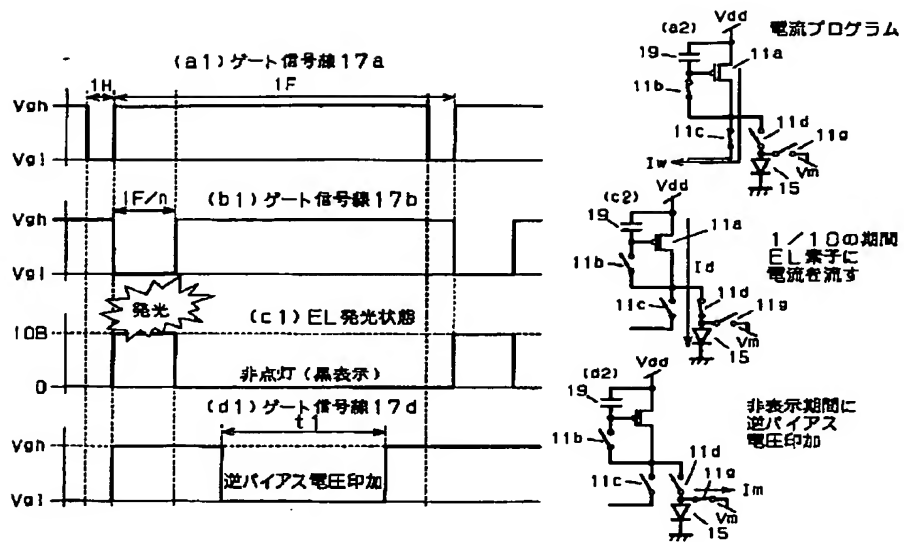 (a1)ゲート信号線17a
1H
1F
Vgh
Vgl
(b1)ゲート信号線17b
1F/n
Vgh
Vgl
発光
(c1)EL発光状態
10B
0
非点灯(黒表示)
(d1)ゲート信号線17d
t1
Vgh
Vgl
逆バイアス電圧印加
(a2)
Vdd
電流プログラム
19
11a
11b
11c
11d
11g
Iw
Vm
15
(c2)
Vdd
19
11a
11b
Id
11c
11d
11g
Vm
15
1/10の期間
EL素子に
電流を流す
(d2)
Vdd
19
11b
11c
11d
11g
Im
Vm
15
非表示期間に
逆バイアス
電圧印加